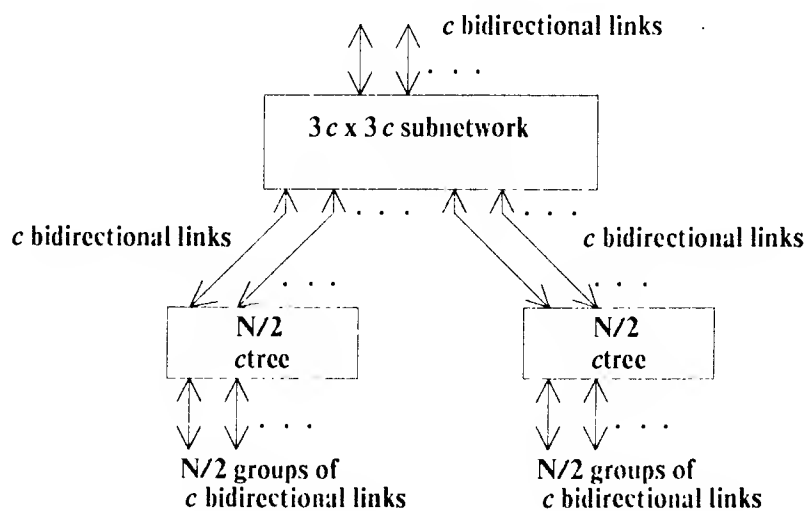 c bidirectional links
3c x 3c subnetwork
c bidirectional links
c bidirectional links
N/2
ctree
N/2
ctree
N/2 groups of
c bidirectional links
N/2 groups of
c bidirectional links